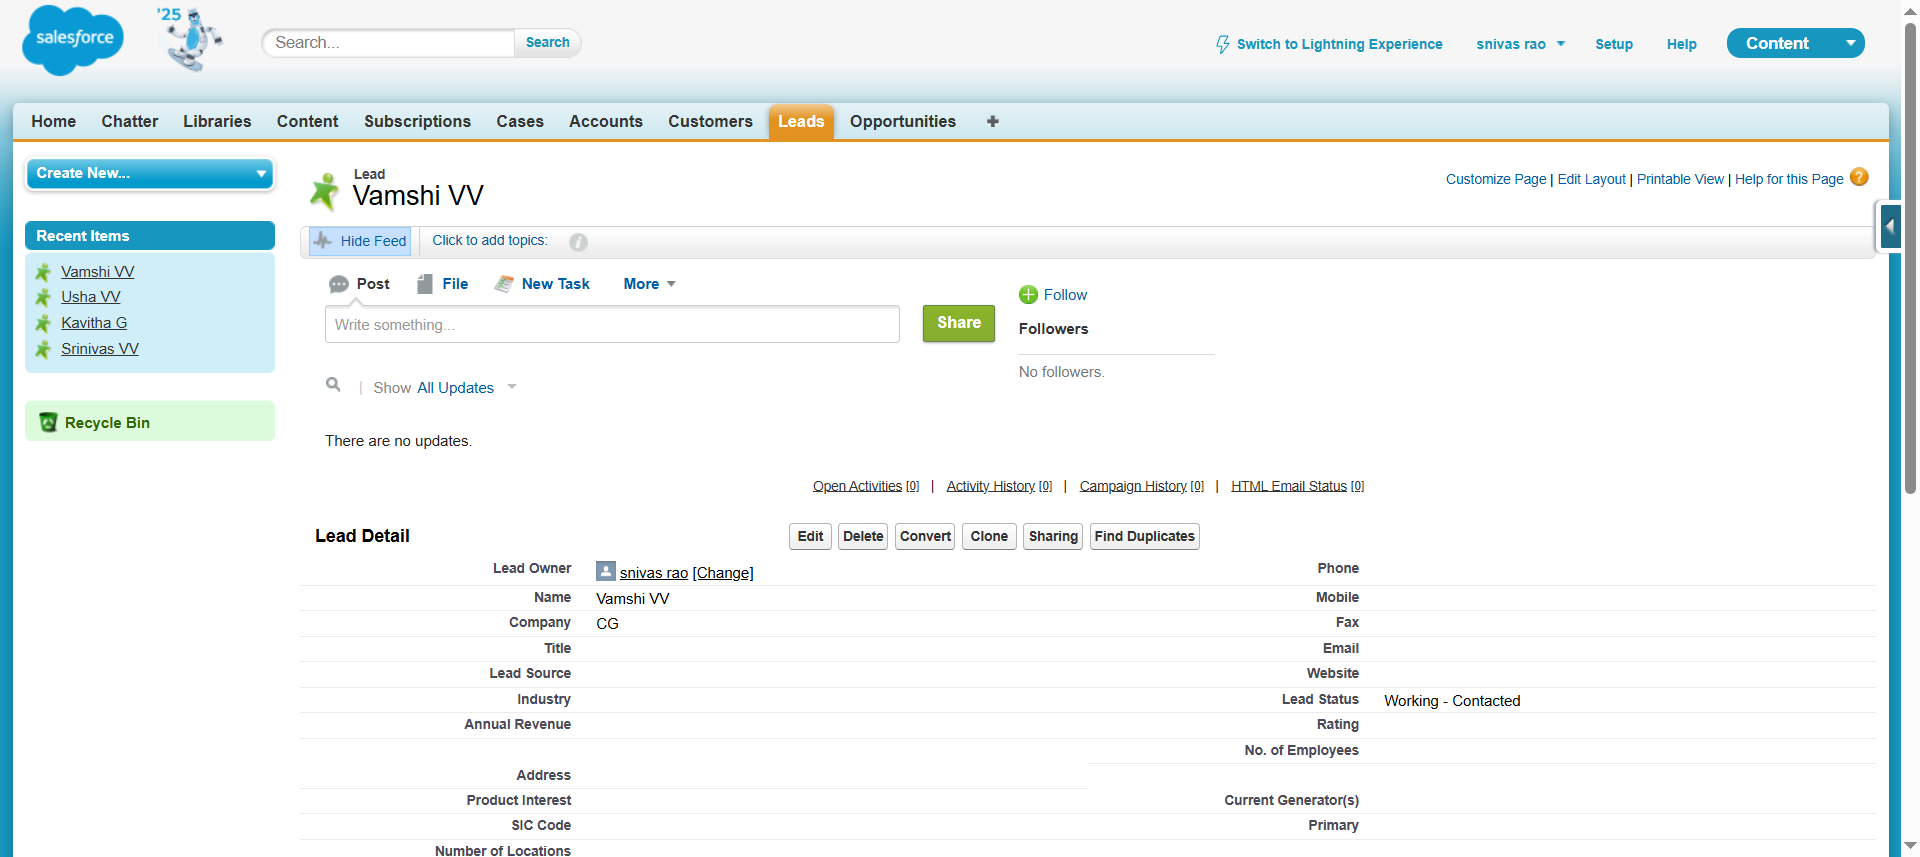 salesforce
'25
Search...
Search
Switch to Lightning Experience
snivas rao
Setup
Help
Content
Home
Chatter
Libraries
Content
Subscriptions
Cases
Accounts
Customers
Leads
Opportunities
+
Create New...
Recent Items
Vamshi VV
Usha VV
Kavitha G
Srinivas VV
Recycle Bin
Lead
Vamshi VV
Customize Page | Edit Layout | Printable View | Help for this Page
?
Hide Feed
Click to add topics:
i
Post
File
New Task
More
Write something...
Share
Follow
Followers
No followers.
| Show All Updates
There are no updates.
Open Activities [0] | Activity History [0] | Campaign History [0] | HTML Email Status [0]
Lead Detail
Edit
Delete
Convert
Clone
Sharing
Find Duplicates
Lead Owner snivas rao [Change]
Phone
Name Vamshi VV
Mobile
Company CG
Fax
Title
Email
Lead Source
Website
Industry
Lead Status Working - Contacted
Annual Revenue
Rating
No. of Employees
Address
Product Interest
Current Generator(s)
SIC Code
Primary
Number of Locations